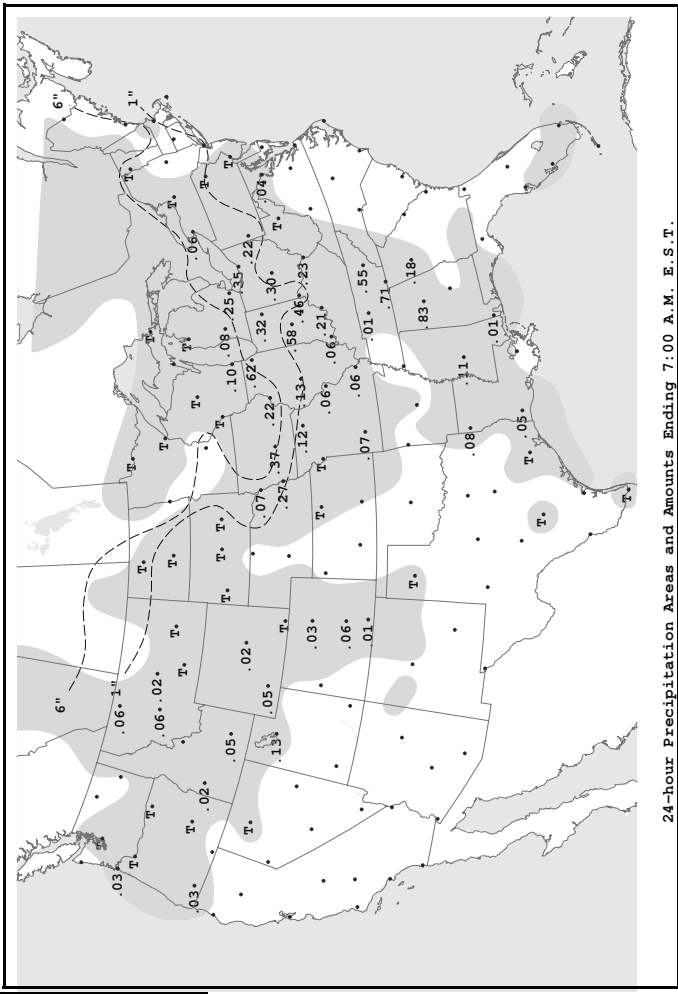 6" 6"
1" 1"
.03 .06 T
T T
T T
T .02 T
.06 T T
T T T
T .06
.03 T
.02 T
T T T T T
.08 .25
.05 .10 .35
T .02 .62 .22
.07 .32 .04
.05 .22 .30
.13 .37 T
T .27
.58 .46
.12 .13 .23
.03 T T .21
.06 .06
.06 .06
.07 .55
.01 .01
.71
T .18
.83
.11
.08
.01
.05
T
T
T
24-hour Precipitation Areas and Amounts Ending 7:00 A.M. E.S.T.